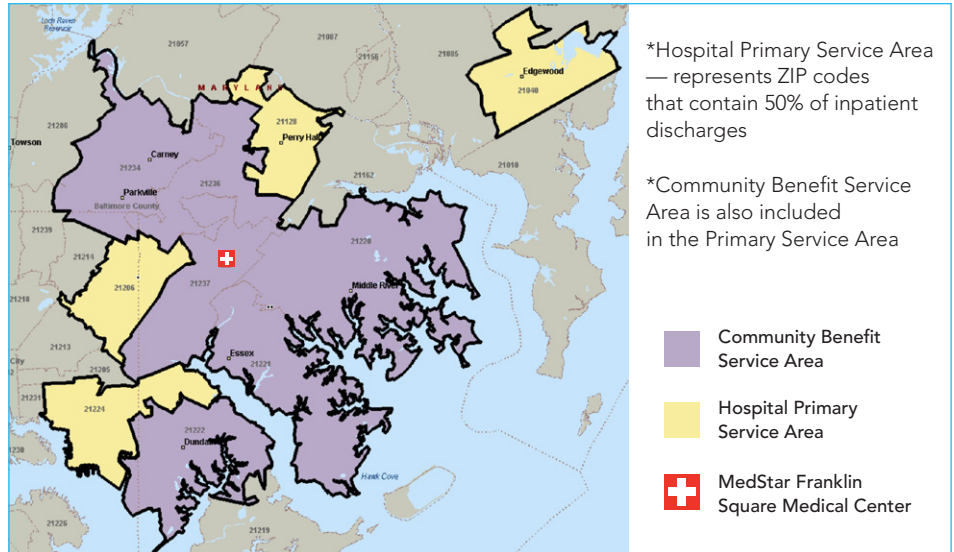 Loch Raven
Reservoir
21057
21087
21156
21085
Edgewood
21040
MARYLAND
21286
Towson
21128
Perry Hall
Carney
21234
21236
21162
21010
Parkville
Baltimore County
21239
21214
21220
21206
21237
Middle River
21218
21213
Essex
21221
City
21205
21231
21224
21222
Dundalk
21230
Hawk Cove
21226
21219
*Hospital Primary Service Area
— represents ZIP codes
that contain 50% of inpatient
discharges
*Community Benefit Service
Area is also included
in the Primary Service Area
Community Benefit
Service Area
Hospital Primary
Service Area
MedStar Franklin
Square Medical Center